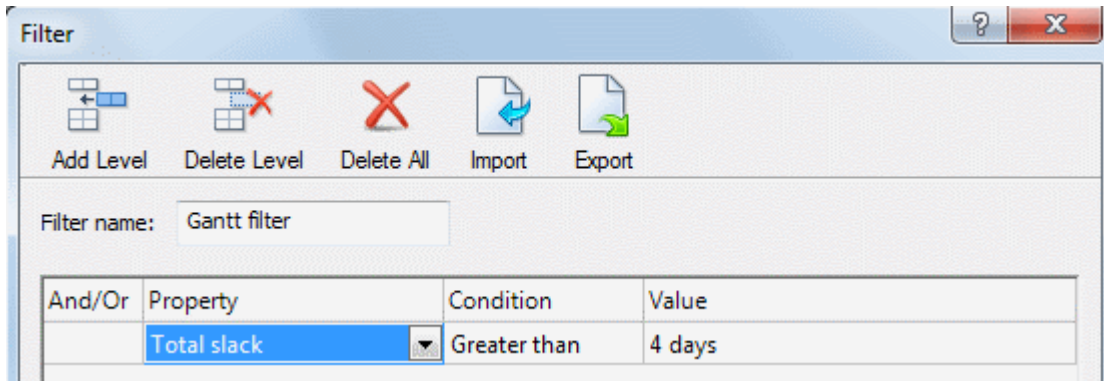 Filter
Add Level Delete Level Delete All Import Export
Filter name: Gantt filter
And/Or Property Condition Value
Total slack Greater than 4 days